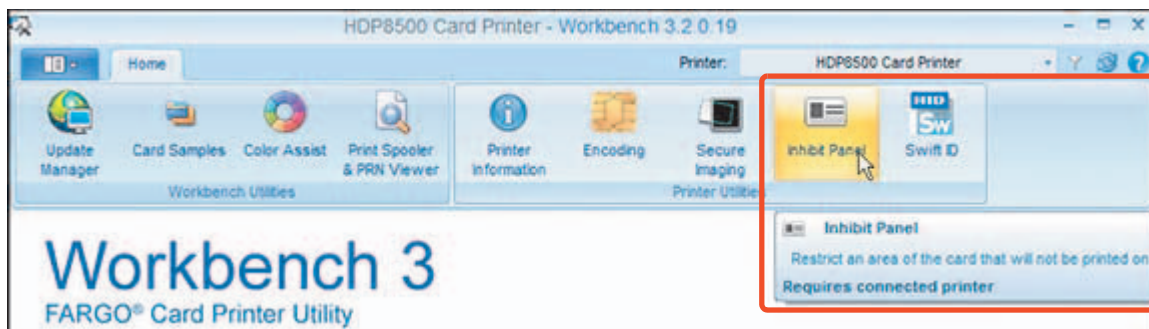 HDP8500 Card Printer - Workbench 3.2.0.19
Home
Printer: HDP8500 Card Printer
Update Manager
Card Samples
Color Assist
Print Spooler & PRN Viewer
Printer Information
Encoding
Secure Imaging
Inhibit Panel
HID
Sw
Swift ID
Workbench Utilities
Printer Utilities
Inhibit Panel
Restrict an area of the card that will not be printed on
Requires connected printer
Workbench 3
FARGO® Card Printer Utility